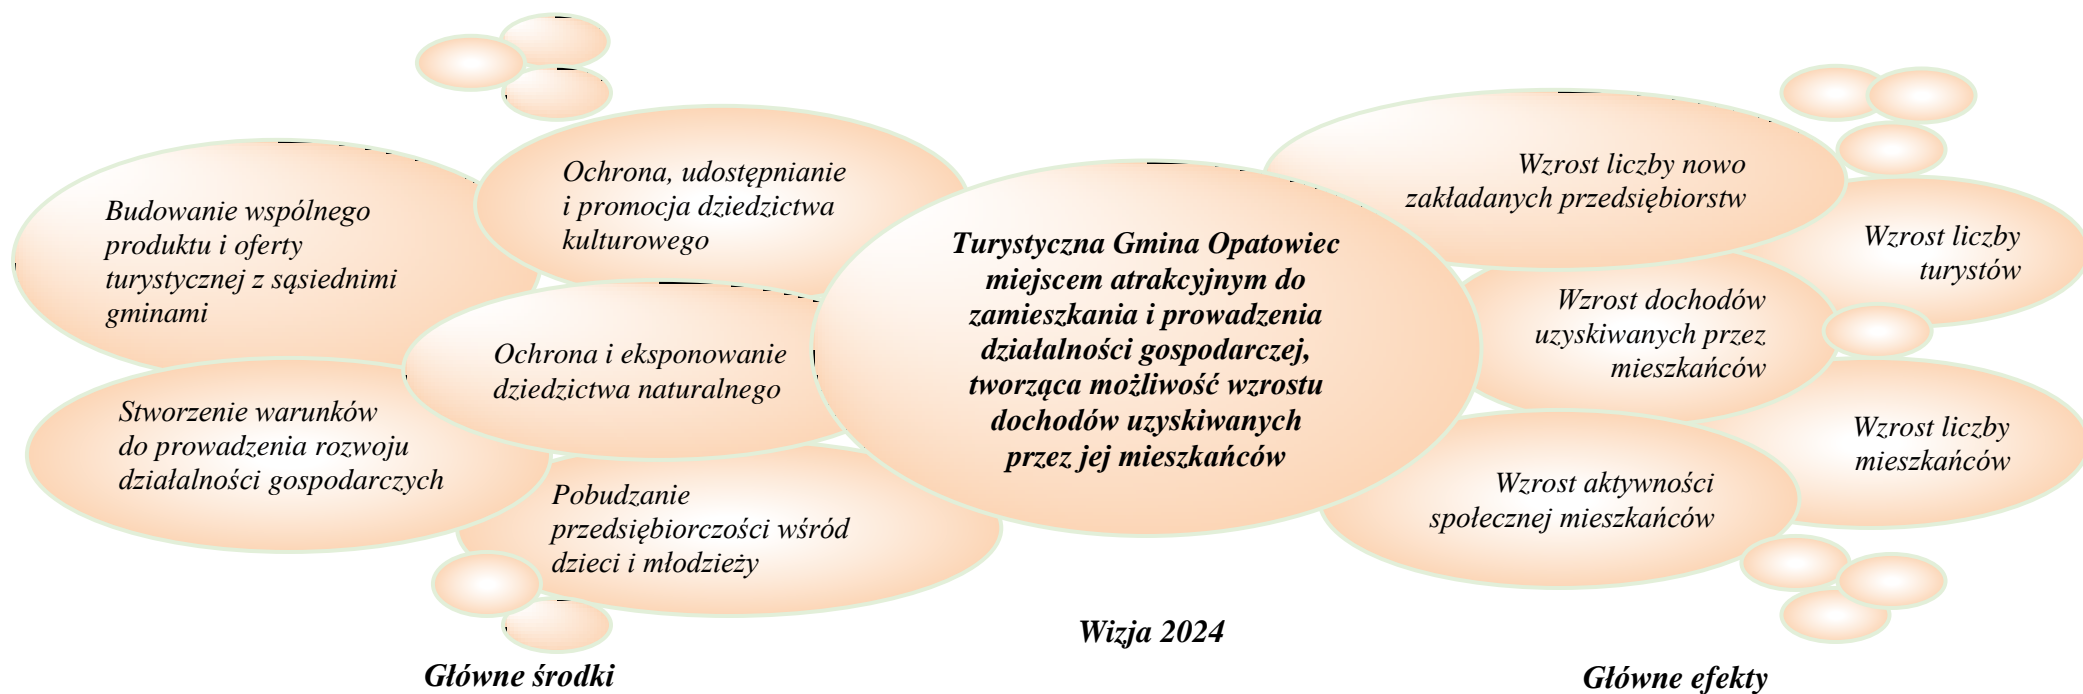 Budowanie wspólnego
produktu i oferty
turystycznej z sąsiednimi
gminami
Ochrona, udostępnianie
i promocja dziedzictwa
kulturowego
Ochrona i eksponowanie
dziedzictwa naturalnego
Stworzenie warunków
do prowadzenia rozwoju
działalności gospodarczych
Pobudzanie
przedsiębiorczości wśród
dzieci i młodzieży
Główne środki
Turystyczna Gmina Opatowiec
miejscem atrakcyjnym do
zamieszkania i prowadzenia
działalności gospodarczej,
tworząca możliwość wzrostu
dochodów uzyskiwanych
przez jej mieszkańców
Wizja 2024
Wzrost liczby nowo
zakładanych przedsiębiorstw
Wzrost liczby
turystów
Wzrost dochodów
uzyskiwanych przez
mieszkańców
Wzrost liczby
mieszkańców
Wzrost aktywności
społecznej mieszkańców
Główne efekty